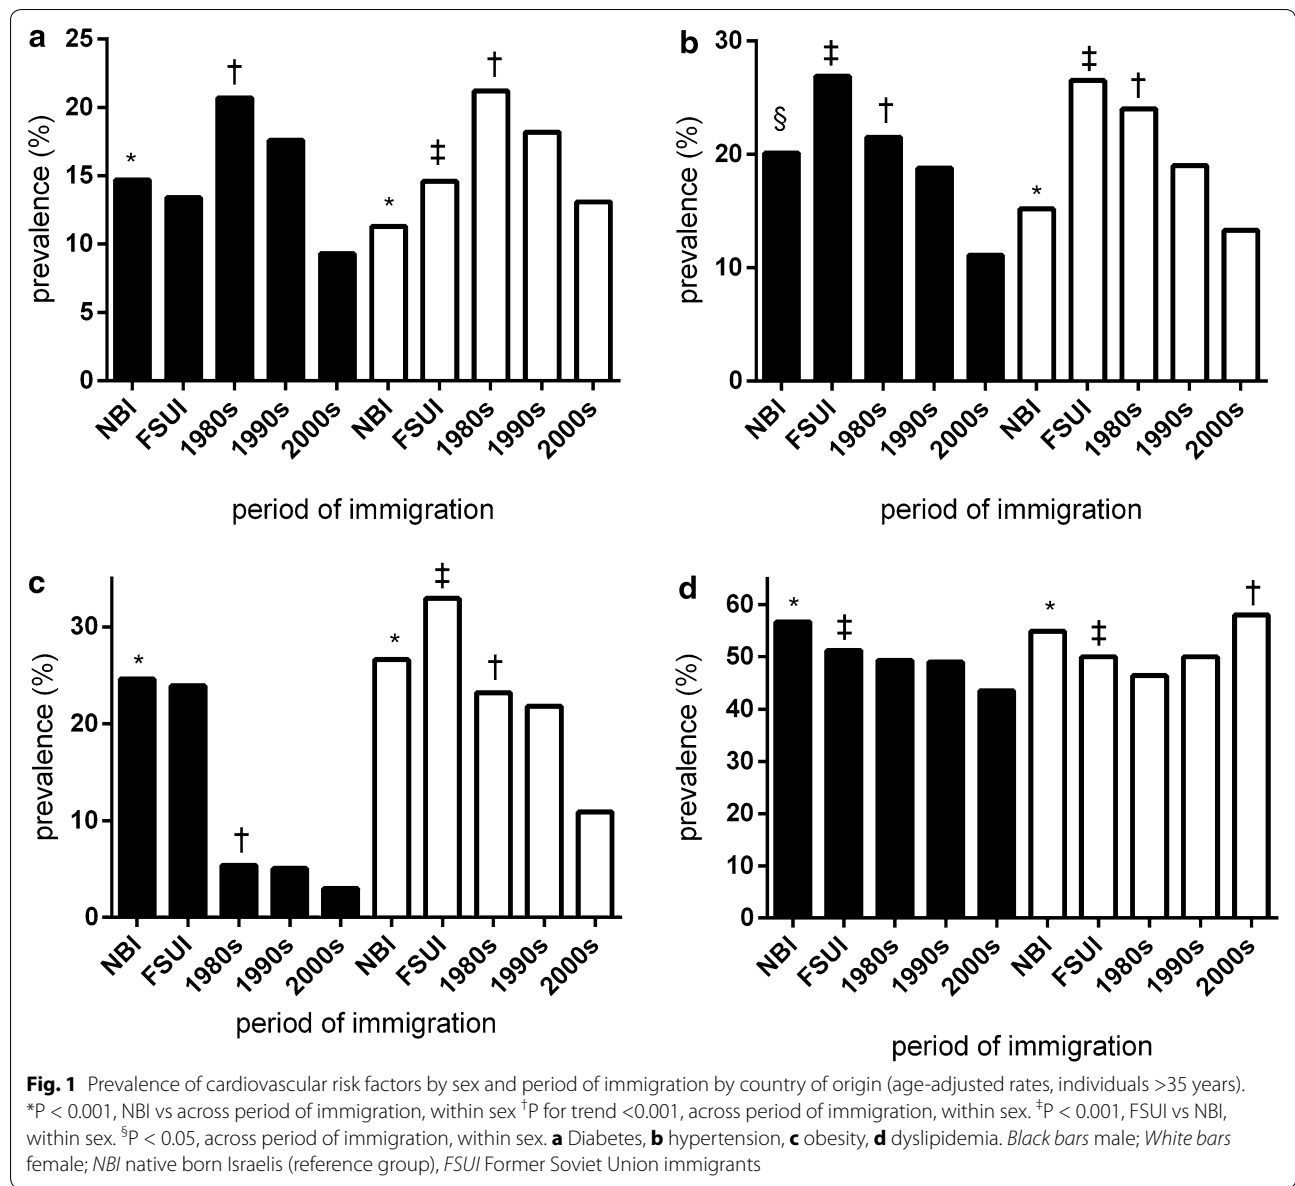 a
25
20
15
10
5
0
prevalence (%)
*
†
*
‡
†
NBI
FSUI
1980s
1990s
2000s
NBI
FSUI
1980s
1990s
2000s
period of immigration
b
30
20
10
0
prevalence (%)
§
‡
†
*
‡
†
NBI
FSUI
1980s
1990s
2000s
NBI
FSUI
1980s
1990s
2000s
period of immigration
c
30
20
10
0
prevalence (%)
*
†
*
‡
†
NBI
FSUI
1980s
1990s
2000s
NBI
FSUI
1980s
1990s
2000s
period of immigration
d
60
50
40
30
20
10
0
prevalence (%)
*
‡
*
‡
†
NBI
FSUI
1980s
1990s
2000s
NBI
FSUI
1980s
1990s
2000s
period of immigration
Fig. 1 Prevalence of cardiovascular risk factors by sex and period of immigration by country of origin (age-adjusted rates, individuals >35 years).
*P < 0.001, NBI vs across period of immigration, within sex †P for trend <0.001, across period of immigration, within sex. ‡P < 0.001, FSUI vs NBI,
within sex. §P < 0.05, across period of immigration, within sex. a Diabetes, b hypertension, c obesity, d dyslipidemia. Black bars male; White bars
female; NBI native born Israelis (reference group), FSUI Former Soviet Union immigrants